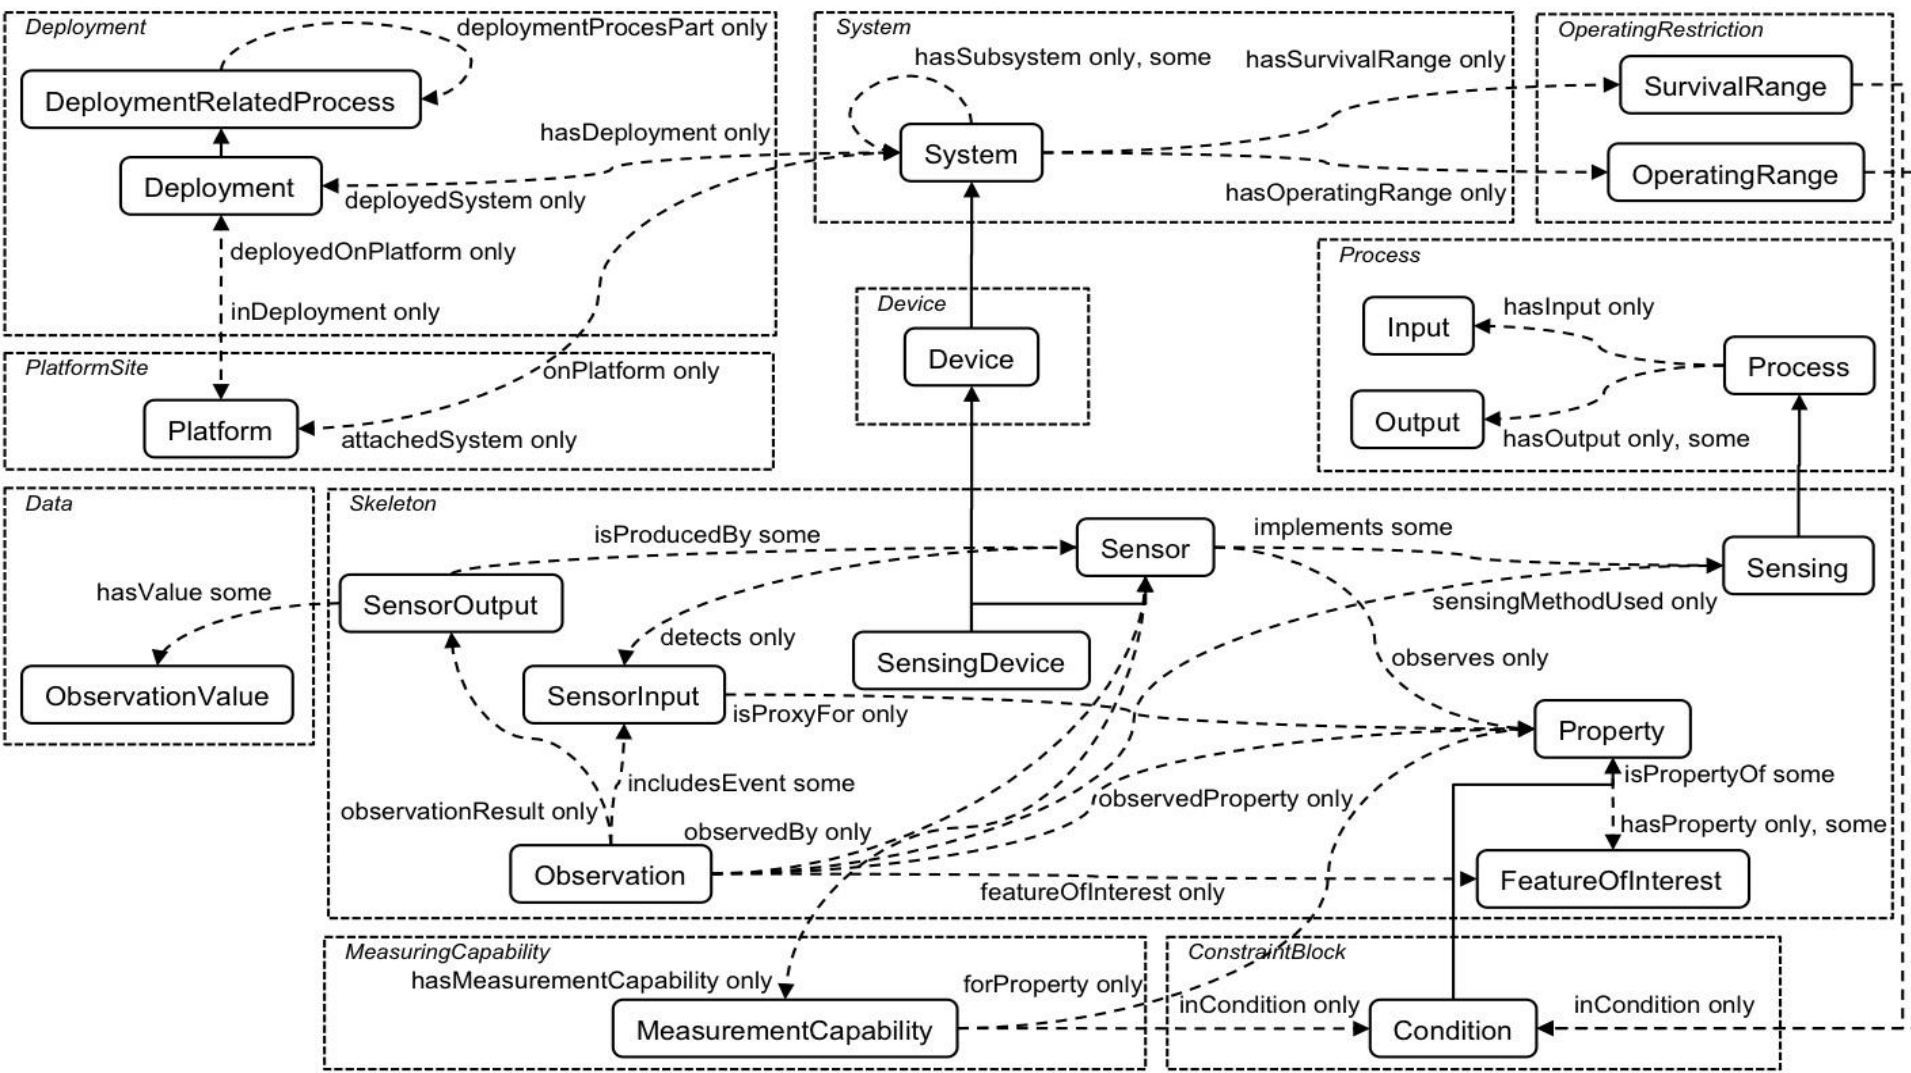 Deployment
deploymentProcesPart only
DeploymentRelatedProcess
hasDeployment only
Deployment
deployedSystem only
deployedOnPlatform only
inDeployment only
PlatformSite
onPlatform only
Platform
attachedSystem only
System
hasSubsystem only, some
hasSurvivalRange only
System
hasOperatingRange only
OperatingRestriction
SurvivalRange
OperatingRange
Device
Device
Process
hasInput only
Input
Process
Output
hasOutput only, some
Data
hasValue some
ObservationValue
Skeleton
isProducedBy some
Sensor
implements some
Sensing
SensorOutput
sensingMethodUsed only
detects only
SensingDevice
observes only
SensorInput
isProxyFor only
Property
isPropertyOf some
includesEvent some
observationResult only
observedProperty only
observedBy only
hasProperty only, some
Observation
featureOfInterest only
FeatureOfInterest
MeasuringCapability
hasMeasurementCapability only
forProperty only
MeasurementCapability
ConstraintBlock
inCondition only
Condition
inCondition only